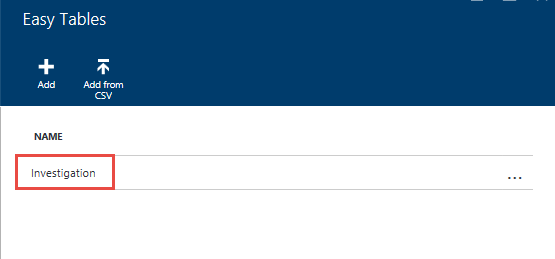 Easy Tables
Add
Add from
CSV
NAME
Investigation
...